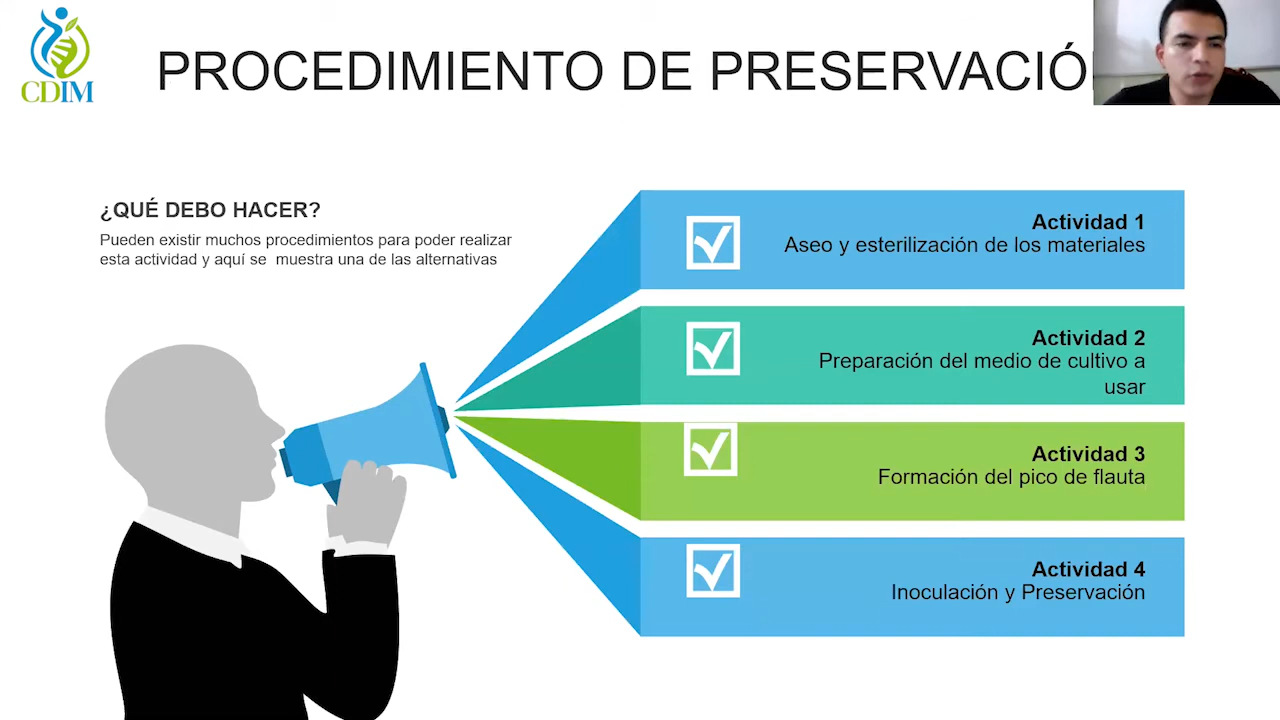 CDIM
PROCEDIMIENTO DE PRESERVACIÓ
¿QUÉ DEBO HACER?
Pueden existir muchos procedimientos para poder realizar
esta actividad y aquí se muestra una de las alternativas
Actividad 1
Aseo y esterilización de los materiales
Actividad 2
Preparación del medio de cultivo a
usar
Actividad 3
Formación del pico de flauta
Actividad 4
Inoculación y Preservación